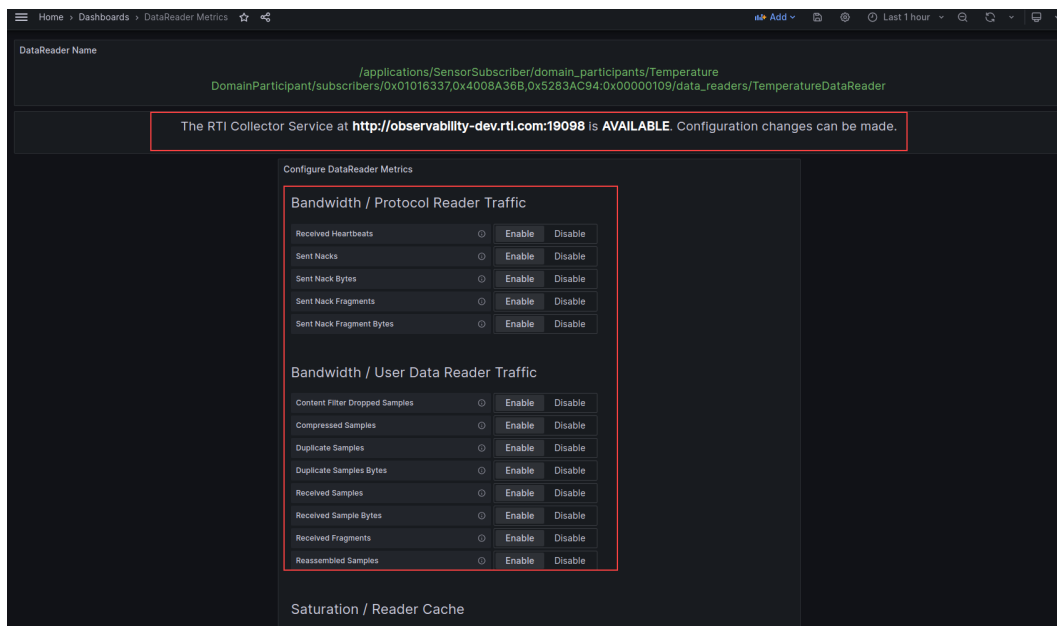 Home › Dashboards › DataReader Metrics
Add
Last 1 hour
DataReader Name
/applications/SensorSubscriber/domain_participants/Temperature
DomainParticipant/subscribers/0x01016337,0x4008A36B,0x5283AC94:0x00000109/data_readers/TemperatureDataReader
The RTI Collector Service at http://observability-dev.rti.com:19098 is AVAILABLE. Configuration changes can be made.
Configure DataReader Metrics
Bandwidth / Protocol Reader Traffic
Received Heartbeats Enable Disable
Sent Nacks Enable Disable
Sent Nack Bytes Enable Disable
Sent Nack Fragments Enable Disable
Sent Nack Fragment Bytes Enable Disable
Bandwidth / User Data Reader Traffic
Content Filter Dropped Samples Enable Disable
Compressed Samples Enable Disable
Duplicate Samples Enable Disable
Duplicate Samples Bytes Enable Disable
Received Samples Enable Disable
Received Sample Bytes Enable Disable
Received Fragments Enable Disable
Reassembled Samples Enable Disable
Saturation / Reader Cache